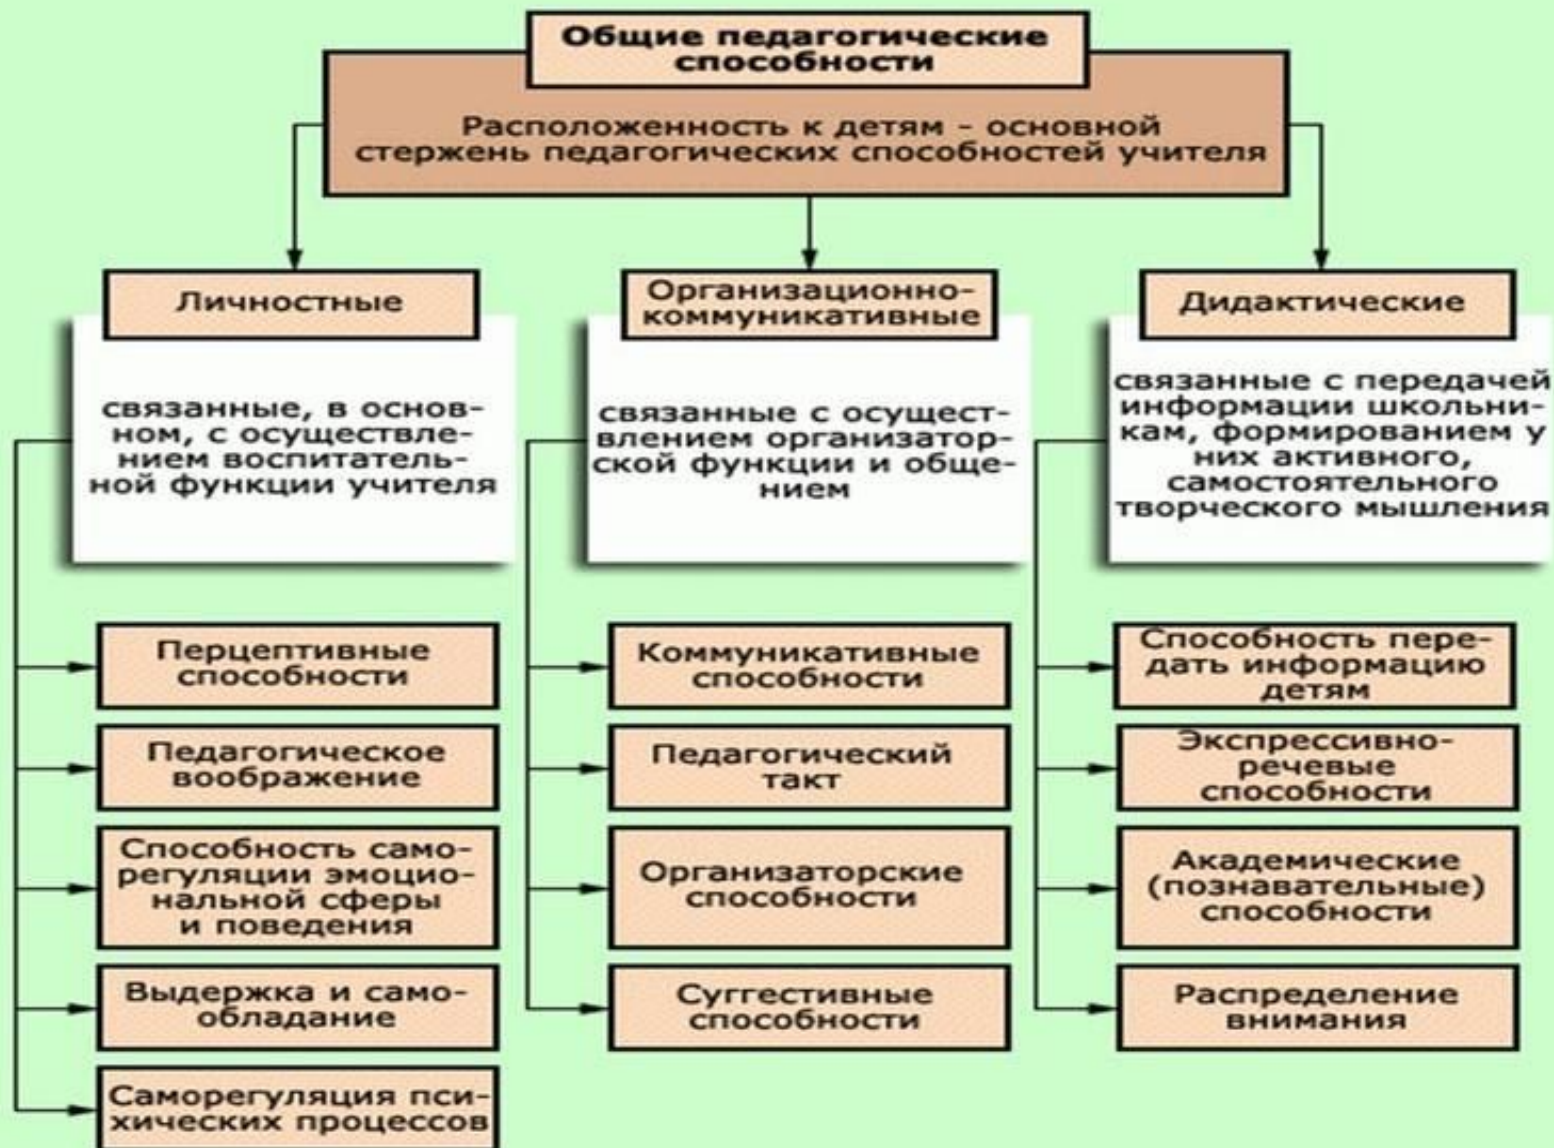 Общие педагогические
способности
Расположенность к детям - основной
стержень педагогических способностей учителя
Личностные
связанные, в основ-
ном, с осуществле-
нием воспитатель-
ной функции учителя
Перцептивные
способности
Педагогическое
воображение
Способность само-
регуляции эмоцио-
нальной сферы
и поведения
Выдержка и само-
обладание
Саморегуляция пси-
хических процессов
Организационно-
коммуникативные
связанные с осущест-
влением организатор-
ской функции и обще-
нием
Коммуникативные
способности
Педагогический
такт
Организаторские
способности
Суггестивные
способности
Дидактические
связанные с передачей
информации школьни-
кам, формированием у
них активного,
самостоятельного
творческого мышления
Способность пере-
дать информацию
детям
Экспрессивно-
речевые
способности
Академические
(познавательные)
способности
Распределение
внимания